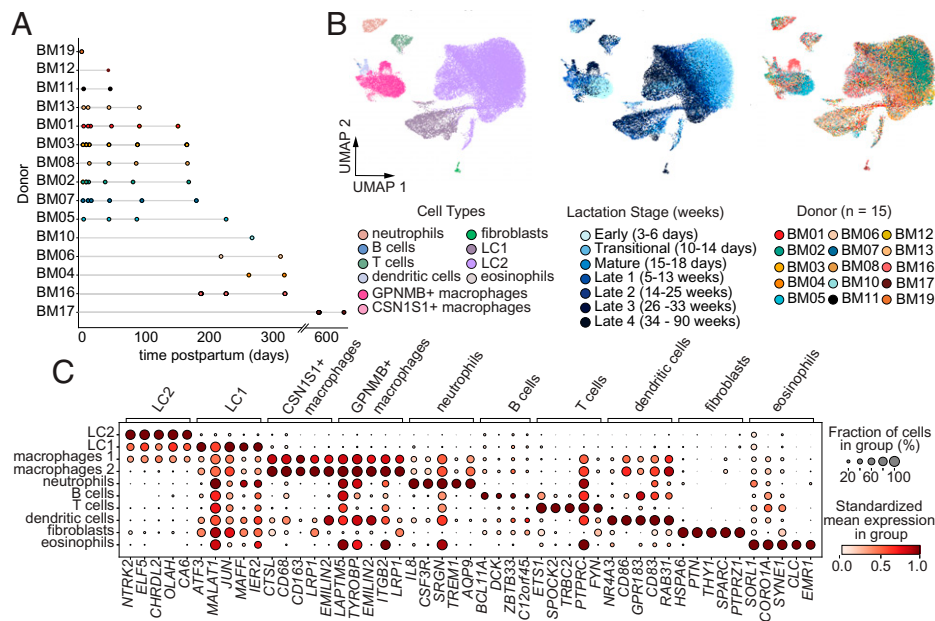 A
BM19
BM12
BM11
BM13
BM01
BM03
BM08
BM02
BM07
BM05
BM10
BM06
BM04
BM16
BM17
Donor
0 100 200 300 600
time postpartum (days)
B
UMAP 2
UMAP 1
Cell Types
neutrophils
B cells
T cells
dendritic cells
GPNMB+ macrophages
CSN1S1+ macrophages
fibroblasts
LC1
LC2
eosinophils
Lactation Stage (weeks)
Early (3-6 days)
Transitional (10-14 days)
Mature (15-18 days)
Late 1 (5-13 weeks)
Late 2 (14-25 weeks)
Late 3 (26 -33 weeks)
Late 4 (34 - 90 weeks)
Donor (n = 15)
BM01 BM06 BM12
BM02 BM07 BM13
BM03 BM08 BM16
BM04 BM10 BM17
BM05 BM11 BM19
C
LC2
LC1
CSN1S1+
macrophages
GPNMB+
macrophages
neutrophils
B cells
T cells
dendritic cells
fibroblasts
eosinophils
LC2
LC1
macrophages 1
macrophages 2
neutrophils
B cells
T cells
dendritic cells
fibroblasts
eosinophils
NTRK2
ELF5
CHRDL2
OLAH
CA6
ATF3
MALAT1
JUN
MAFF
IER2
CTSL
CD68
CD163
LRP1
EMILIN2
LAPTM5
TYROBP
EMILIN2
ITGB2
LRP1
IL8
CSF3R
SRGN
TREM1
AQP9
BCL11A
DCK
ZBTB33
C12orf45
ETS1
SPOCK2
TRBC2
PTPRC
FYN
NR4A3
CD86
GPR183
CD83
RAB31
HSPA6
PTN
THY1
SPARC
PTPRZ1
SORL1
CORO1A
SYNE1
CLC
EMR1
Fraction of cells
in group (%)
20 60 100
Standardized
mean expression
in group
0.0 0.5 1.0